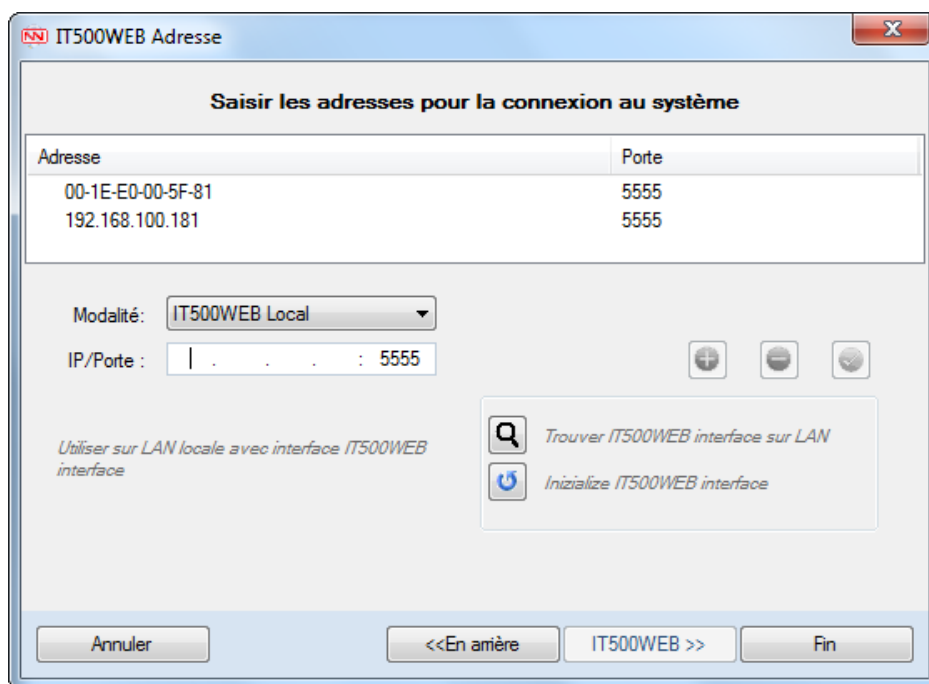 IT500WEB Adresse
Saisir les adresses pour la connexion au système
Adresse Porte
00-1E-E0-00-5F-81 5555
192.168.100.181 5555
Modalité: IT500WEB Local
IP/Porte : . . . : 5555
Utiliser sur LAN locale avec interface IT500WEB
interface
Trouver IT500WEB interface sur LAN
Inizialize IT500WEB interface
Annuler <<En arrière IT500WEB >> Fin